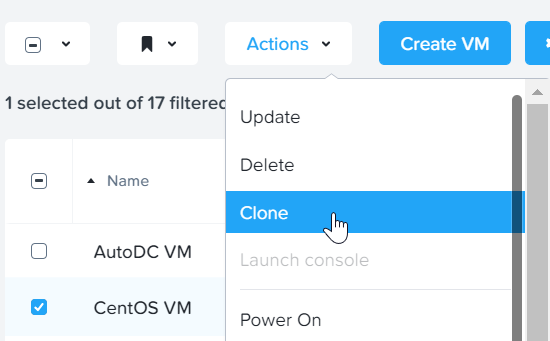 Actions
Create VM
1 selected out of 17 filtered
Update
Delete
Name
Clone
AutoDC VM
Launch console
CentOS VM
Power On